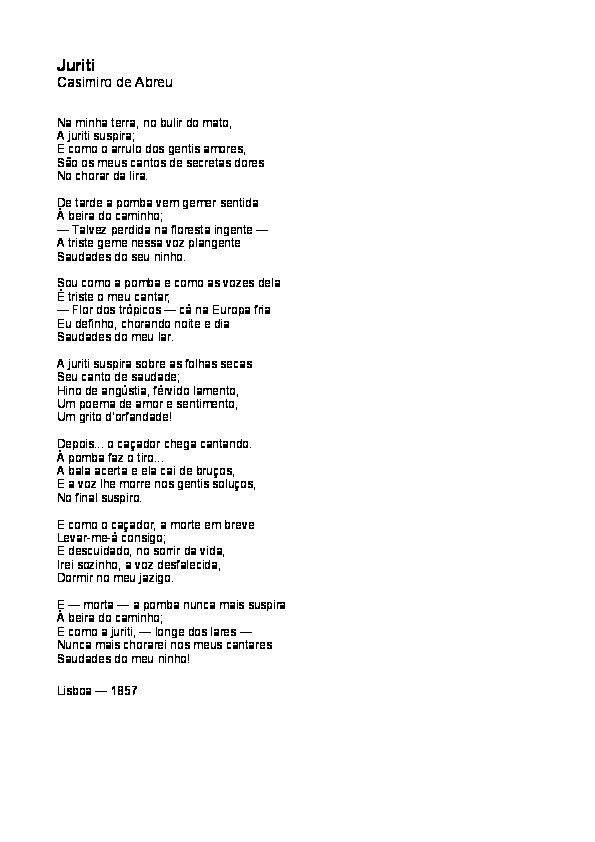 Juriti
Casimiro de Abreu
Na minha terra, no bulir do mato,
A juriti suspira;
E como o arrulo dos gentis amores,
São os meus cantos de secretas dores
No chorar da lira.
De tarde a pomba vem gemer sentida
À beira do caminho;
— Talvez perdida na floresta ingente —
A triste geme nessa voz plangente
Saudades do seu ninho.
Sou como a pomba e como as vozes dela
É triste o meu cantar;
— Flor dos trópicos — cá na Europa fria
Eu definho, chorando noite e dia
Saudades do meu lar.
A juriti suspira sobre as folhas secas
Seu canto de saudade;
Hino de angústia, férvido lamento,
Um poema de amor e sentimento,
Um grito d'orfandade!
Depois... o caçador chega cantando.
À pomba faz o tiro...
A bala acerta e ela cai de bruços,
E a voz lhe morre nos gentis soluços,
No final suspiro.
E como o caçador, a morte em breve
Levar-me-á consigo;
E descuidado, no sorrir da vida,
Irei sozinho, a voz desfalecida,
Dormir no meu jazigo.
E — morta — a pomba nunca mais suspira
À beira do caminho;
E como a juriti, — longe dos lares —
Nunca mais chorarei nos meus cantares
Saudades do meu ninho!
Lisboa — 1857